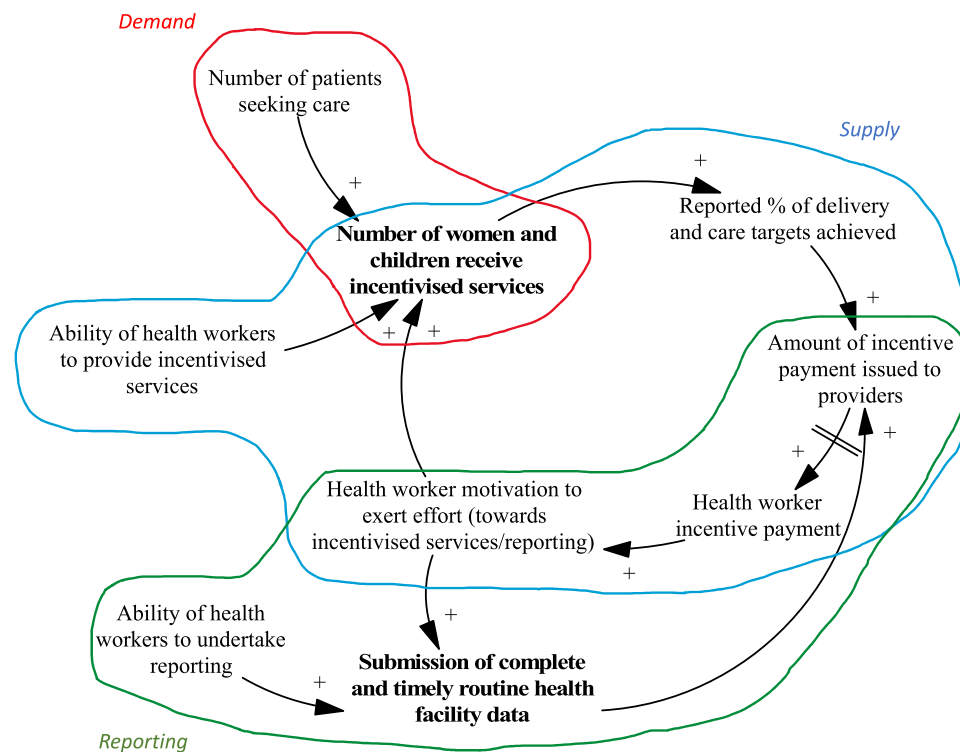 Demand
Number of patients
seeking care
Supply
+
+
Reported % of delivery
and care targets achieved
Number of women and
children receive
incentivised services
+
Ability of health workers
to provide incentivised
services
+
+
Amount of incentive
payment issued to
providers
+
+
Health worker motivation to
exert effort (towards
incentivised services/reporting)
Health worker
incentive payment
+
+
Ability of health
workers to undertake
reporting
+
Submission of complete
and timely routine health
facility data
Reporting